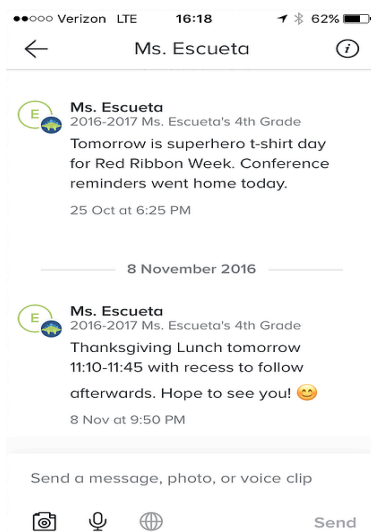 Verizon LTE 16:18 62%
Ms. Escueta
E
Ms. Escueta
2016-2017 Ms. Escueta's 4th Grade
Tomorrow is superhero t-shirt day
for Red Ribbon Week. Conference
reminders went home today.
25 Oct at 6:25 PM
8 November 2016
E
Ms. Escueta
2016-2017 Ms. Escueta's 4th Grade
Thanksgiving Lunch tomorrow
11:10-11:45 with recess to follow
afterwards. Hope to see you! 😊
8 Nov at 9:50 PM
Send a message, photo, or voice clip
Send